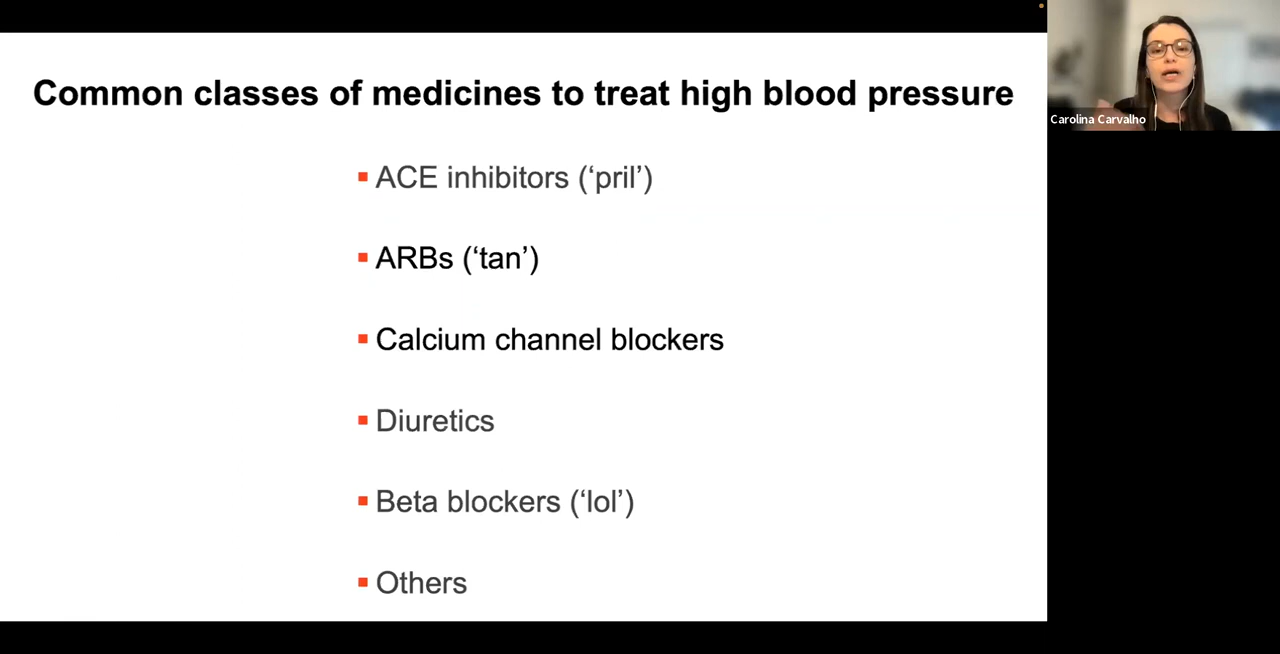 Common classes of medicines to treat high blood pressure
Carolina Carvalho
▪ ACE inhibitors (‘pril’)
▪ ARBs (‘tan’)
▪ Calcium channel blockers
▪ Diuretics
▪ Beta blockers (‘lol’)
▪ Others